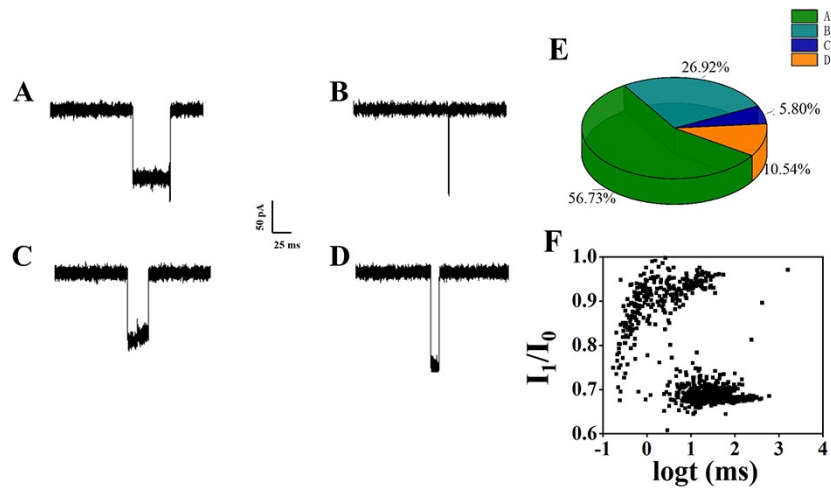 A
B
C
D
E
26.92%
5.80%
10.54%
56.73%
A
B
C
D
50 pA
25 ms
F
I1/I0
1.0
0.9
0.8
0.7
0.6
-1 0 1 2 3 4
logt (ms)